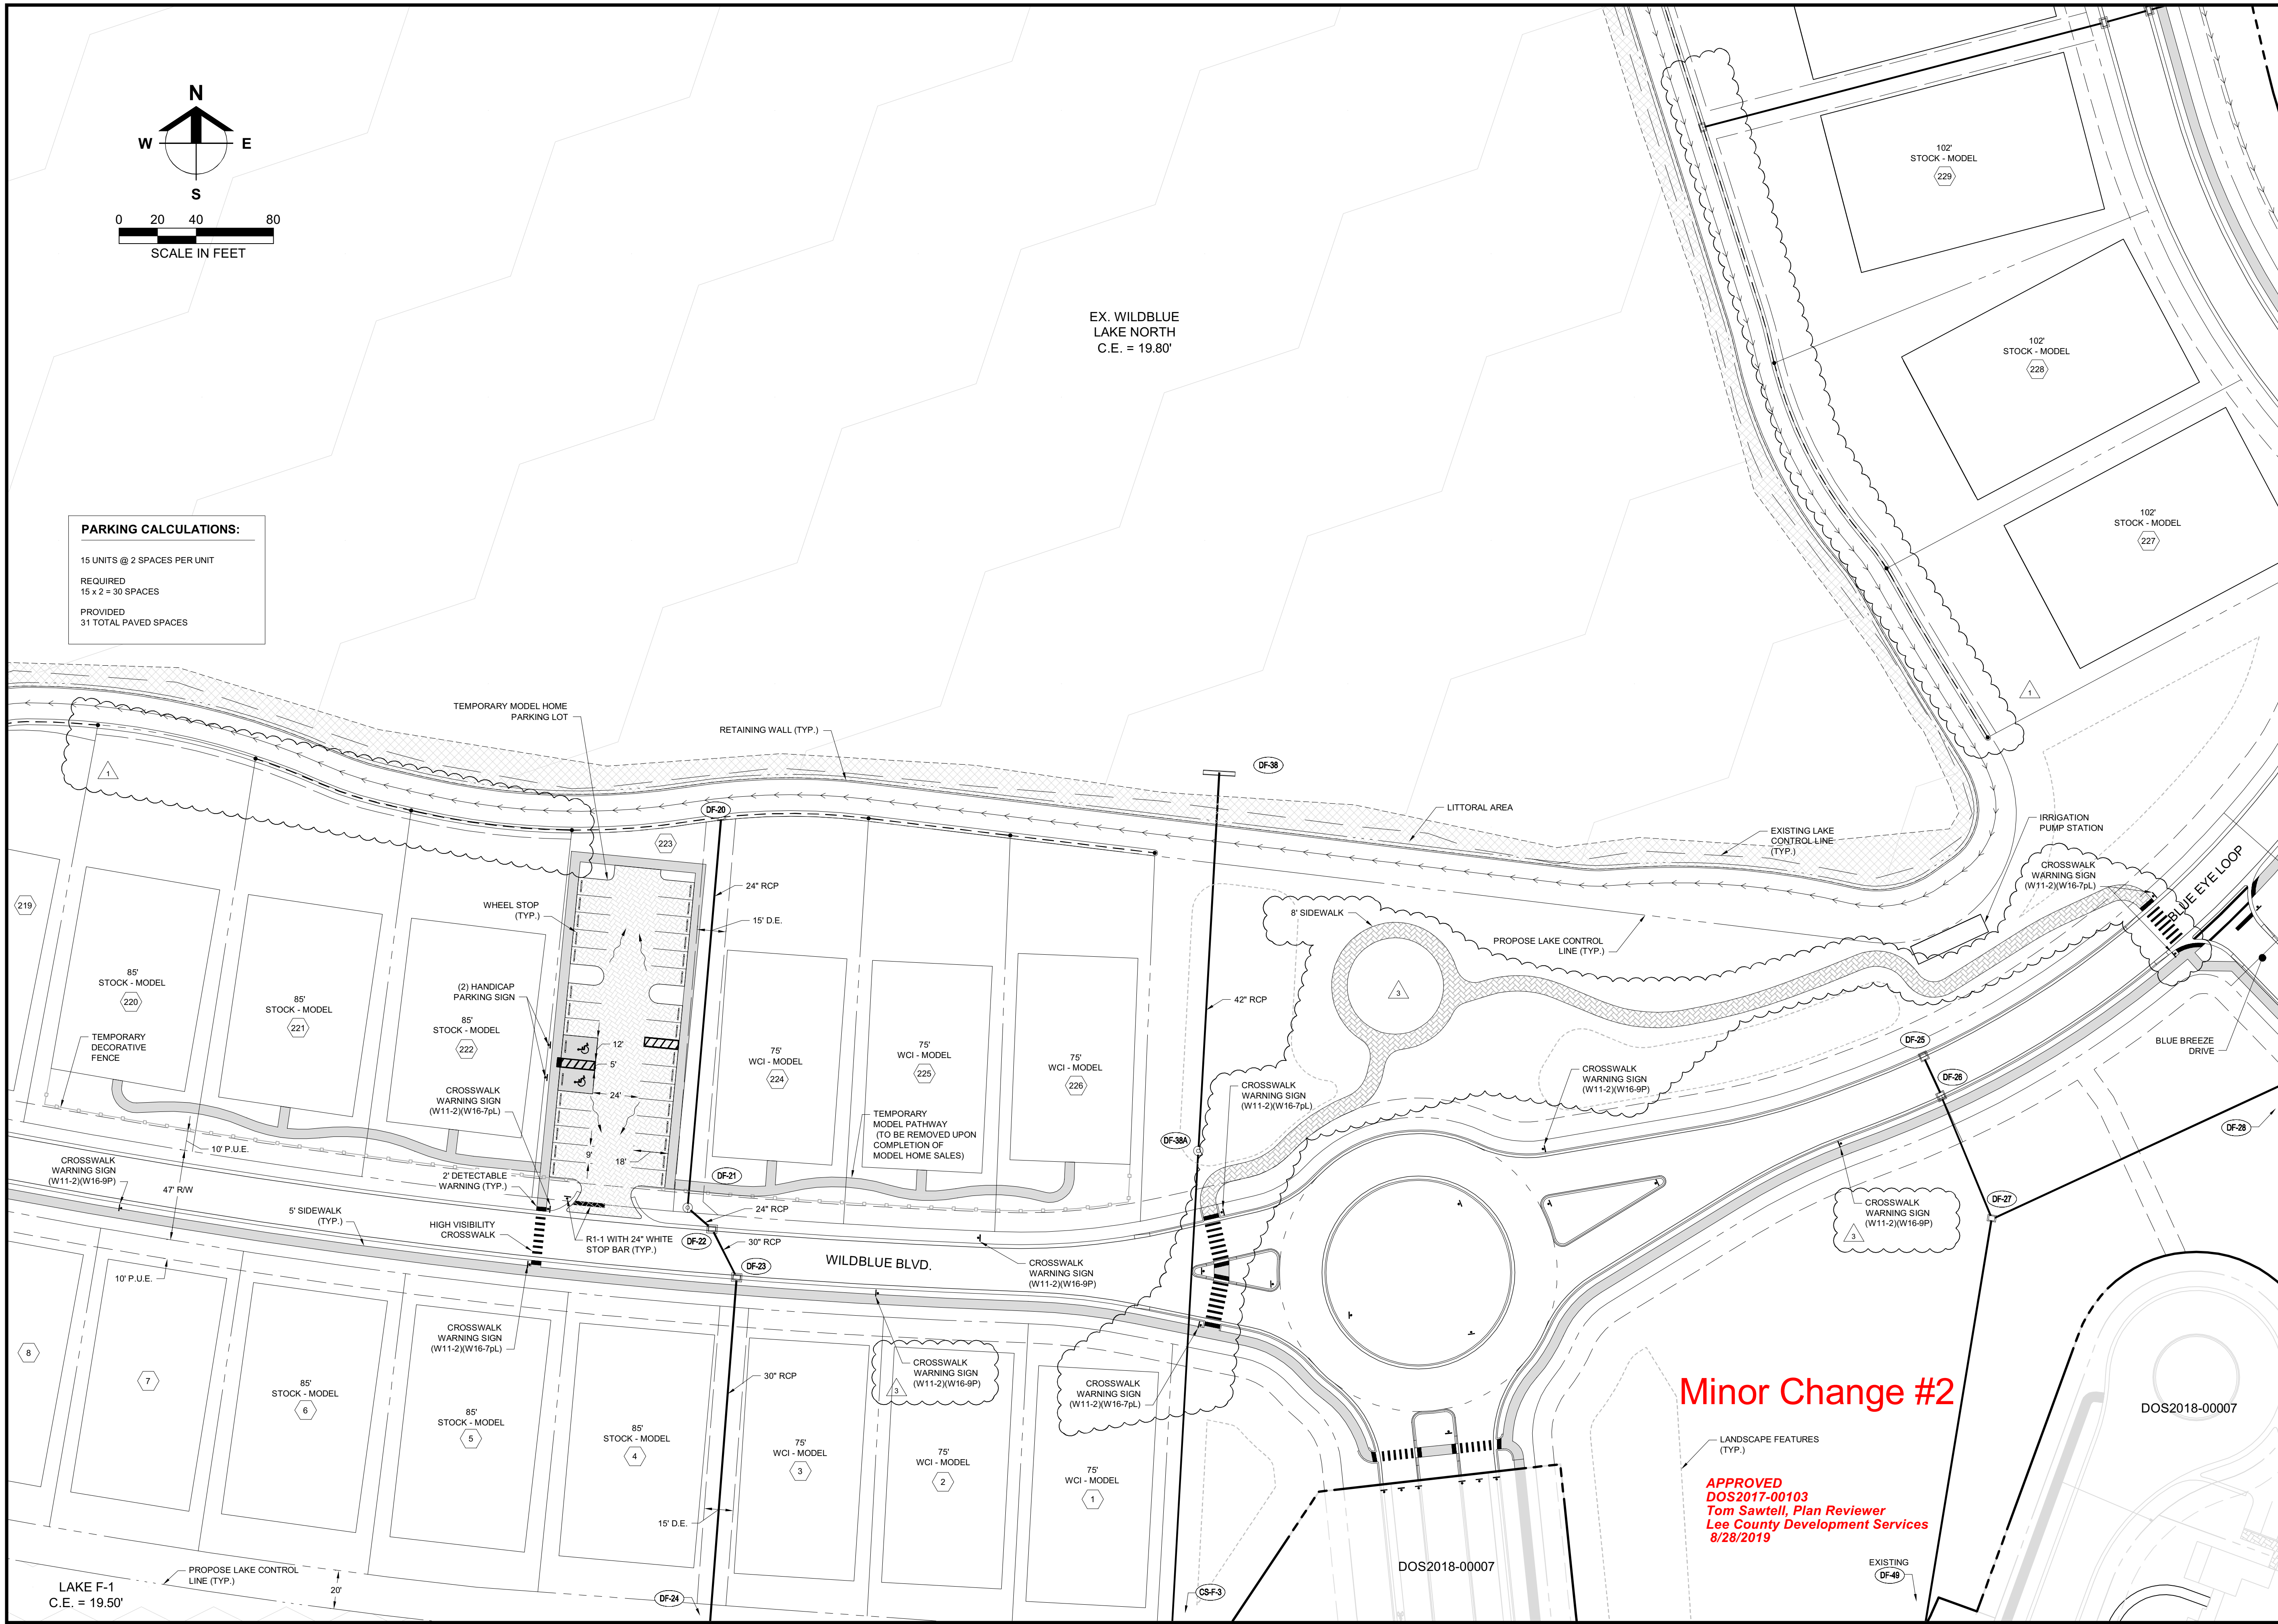 N
W
E
S
0 20 40 80
SCALE IN FEET
102'
STOCK - MODEL
229
EX. WILDBLUE
LAKE NORTH
C.E. = 19.80'
102'
STOCK - MODEL
228
102'
STOCK - MODEL
227
PARKING CALCULATIONS:
15 UNITS @ 2 SPACES PER UNIT
REQUIRED
15 x 2 = 30 SPACES
PROVIDED
31 TOTAL PAVED SPACES
1
TEMPORARY MODEL HOME
PARKING LOT
RETAINING WALL (TYP.)
1
DF-38
DF-20
LITTORAL AREA
EXISTING LAKE
CONTROL LINE
(TYP.)
IRRIGATION
PUMP STATION
223
CROSSWALK
WARNING SIGN
(W11-2)(W16-7pL)
BLUE EYE LOOP
24" RCP
219
WHEEL STOP
(TYP.)
15' D.E.
8' SIDEWALK
PROPOSE LAKE CONTROL
LINE (TYP.)
85'
STOCK - MODEL
220
85'
STOCK - MODEL
221
(2) HANDICAP
PARKING SIGN
85'
STOCK - MODEL
222
3
42" RCP
12'
5'
24'
9'
18'
TEMPORARY
DECORATIVE
FENCE
75'
WCI - MODEL
224
75'
WCI - MODEL
225
75'
WCI - MODEL
226
DF-25
BLUE BREEZE
DRIVE
DF-26
CROSSWALK
WARNING SIGN
(W11-2)(W16-9P)
CROSSWALK
WARNING SIGN
(W11-2)(W16-7pL)
CROSSWALK
WARNING SIGN
(W11-2)(W16-7pL)
TEMPORARY
MODEL PATHWAY
(TO BE REMOVED UPON
COMPLETION OF
MODEL HOME SALES)
DF-38A
DF-28
10' P.U.E.
CROSSWALK
WARNING SIGN
(W11-2)(W16-9P)
47' R/W
2' DETECTABLE
WARNING (TYP.)
DF-21
5' SIDEWALK
(TYP.)
HIGH VISIBILITY
CROSSWALK
24" RCP
R1-1 WITH 24" WHITE
STOP BAR (TYP.)
DF-22
30" RCP
DF-23
WILDBLUE BLVD.
CROSSWALK
WARNING SIGN
(W11-2)(W16-9P)
CROSSWALK
WARNING SIGN
(W11-2)(W16-9P)
3
DF-27
10' P.U.E.
CROSSWALK
WARNING SIGN
(W11-2)(W16-7pL)
8
7
85'
STOCK - MODEL
6
85'
STOCK - MODEL
5
85'
STOCK - MODEL
4
30" RCP
CROSSWALK
WARNING SIGN
(W11-2)(W16-9P)
3
CROSSWALK
WARNING SIGN
(W11-2)(W16-7pL)
75'
WCI - MODEL
3
75'
WCI - MODEL
2
75'
WCI - MODEL
1
Minor Change #2
DOS2018-00007
LANDSCAPE FEATURES
(TYP.)
APPROVED
DOS2017-00103
Tom Sawtell, Plan Reviewer
Lee County Development Services
8/28/2019
15' D.E.
DOS2018-00007
EXISTING
DF-49
PROPOSE LAKE CONTROL
LINE (TYP.)
20'
LAKE F-1
C.E. = 19.50'
DF-24
CS-F-3